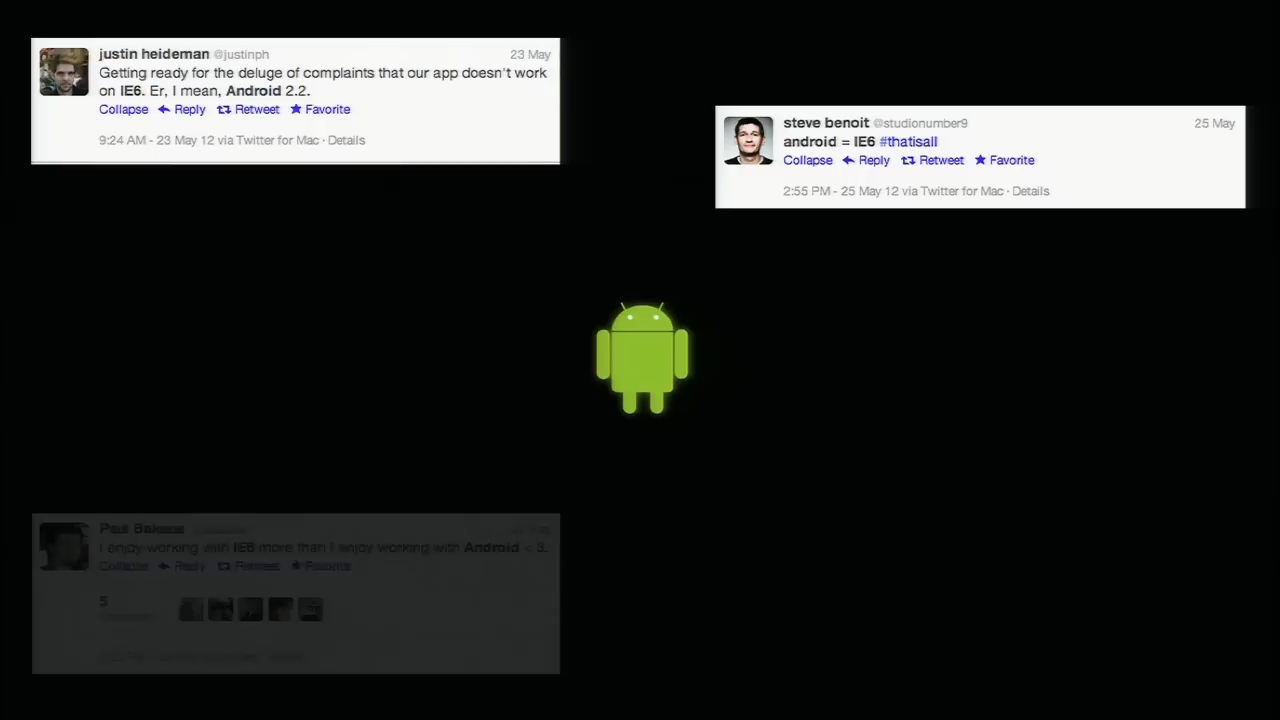 justin heideman @justinph 23 May
Getting ready for the deluge of complaints that our app doesn't work
on IE6. Er, I mean, Android 2.2.
Collapse Reply Retweet Favorite
9:24 AM - 23 May 12 via Twitter for Mac · Details
steve benoit @studionumber9 25 May
android = IE6 #thatisall
Collapse Reply Retweet Favorite
2:55 PM - 25 May 12 via Twitter for Mac · Details
Paul
I enjoy working with IE6 more than I enjoy working with Android < 3.
Collapse Reply Retweet Favorite
5